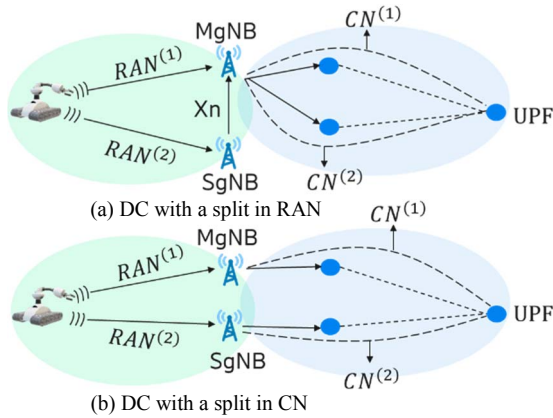 MgNB
CN^(1)
RAN^(1)
Xn
UPF
RAN^(2)
SgNB
CN^(2)
(a) DC with a split in RAN
MgNB
CN^(1)
RAN^(1)
UPF
RAN^(2)
SgNB
CN^(2)
(b) DC with a split in CN